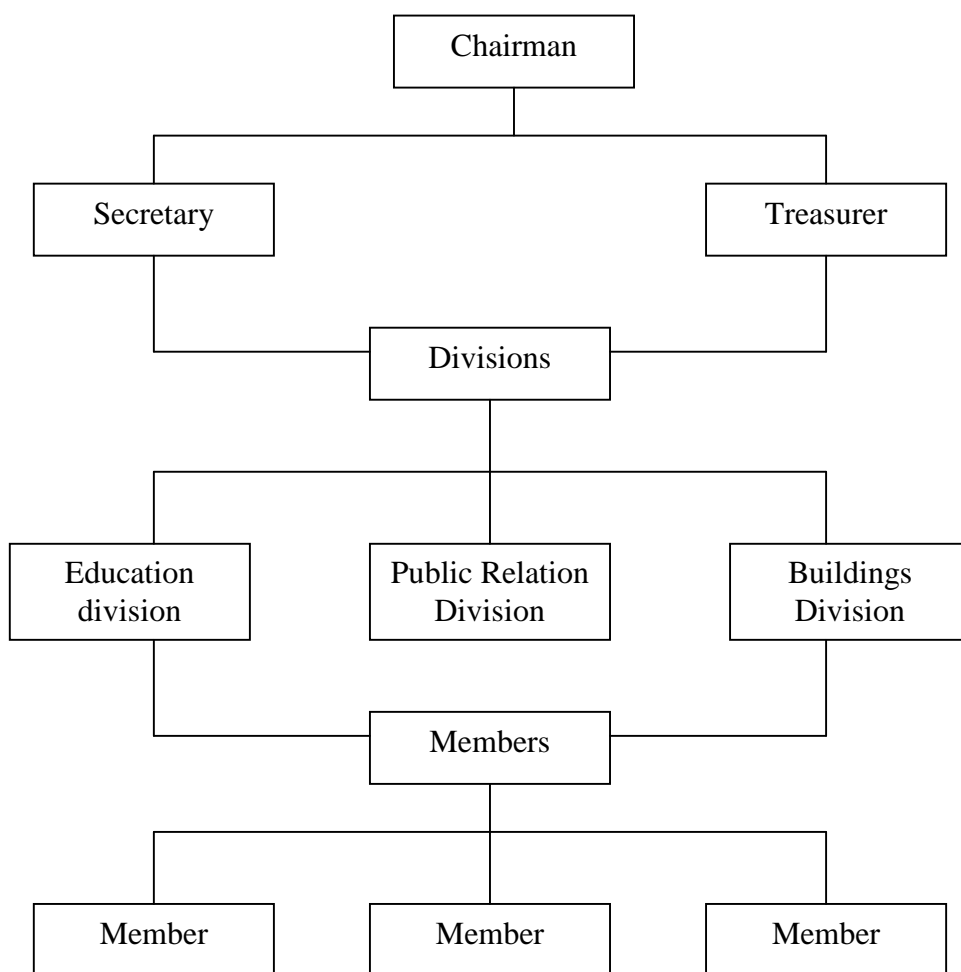 Chairman
Secretary
Treasurer
Divisions
Education
division
Public Relation
Division
Buildings
Division
Members
Member
Member
Member